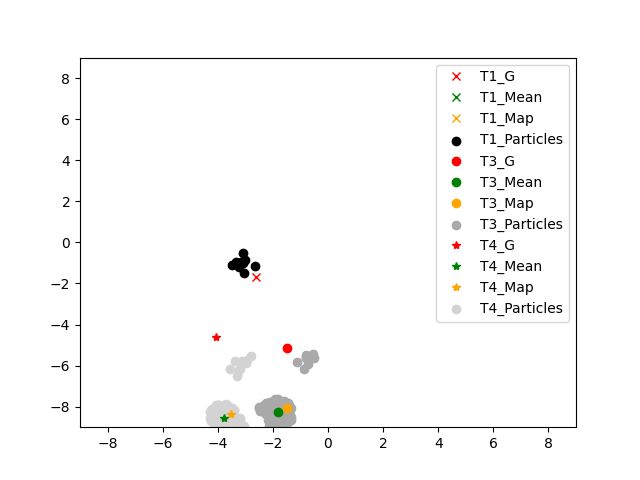 8
6
4
2
0
−2
−4
−6
−8
−8 −6 −4 −2 0 2 4 6 8
T1_G
T1_Mean
T1_Map
T1_Particles
T3_G
T3_Mean
T3_Map
T3_Particles
T4_G
T4_Mean
T4_Map
T4_Particles